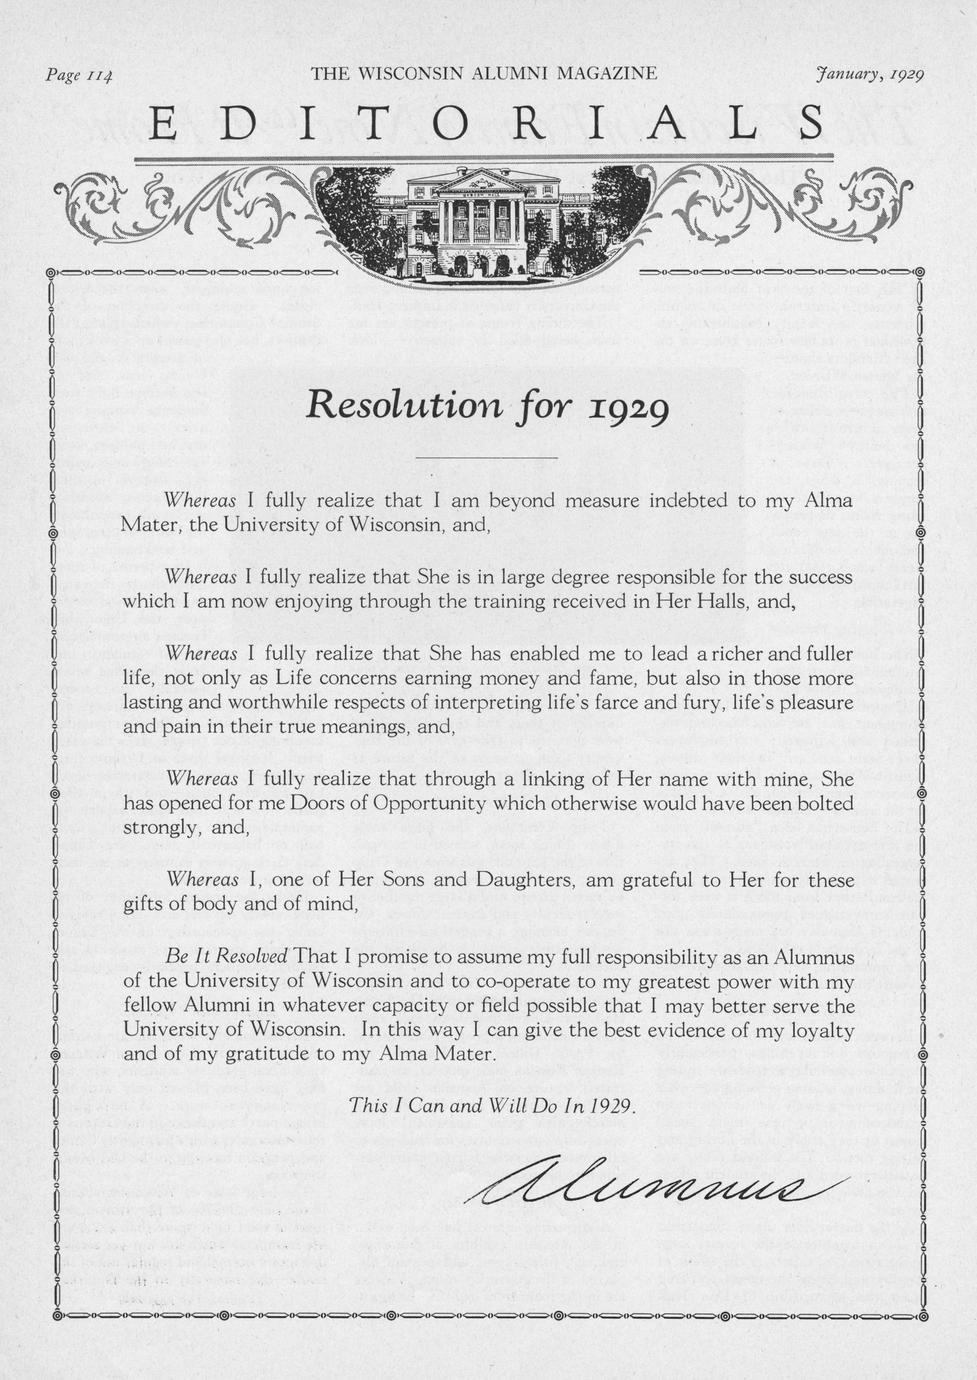 Page 114 THE WISCONSIN ALUMNI MAGAZINE January, 1929
EDITORIALS
Resolution for 1929
Whereas I fully realize that I am beyond measure indebted to my Alma
Mater, the University of Wisconsin, and,
Whereas I fully realize that She is in large degree responsible for the success
which I am now enjoying through the training received in Her Halls, and,
Whereas I fully realize that She has enabled me to lead a richer and fuller
life, not only as Life concerns earning money and fame, but also in those more
lasting and worthwhile respects of interpreting life's farce and fury, life's pleasure
and pain in their true meanings, and,
Whereas I fully realize that through a linking of Her name with mine, She
has opened for me Doors of Opportunity which otherwise would have been bolted
strongly, and,
Whereas I, one of Her Sons and Daughters, am grateful to Her for these
gifts of body and of mind,
Be It Resolved That I promise to assume my full responsibility as an Alumnus
of the University of Wisconsin and to co-operate to my greatest power with my
fellow Alumni in whatever capacity or field possible that I may better serve the
University of Wisconsin. In this way I can give the best evidence of my loyalty
and of my gratitude to my Alma Mater.
This I Can and Will Do In 1929.
Alumnus